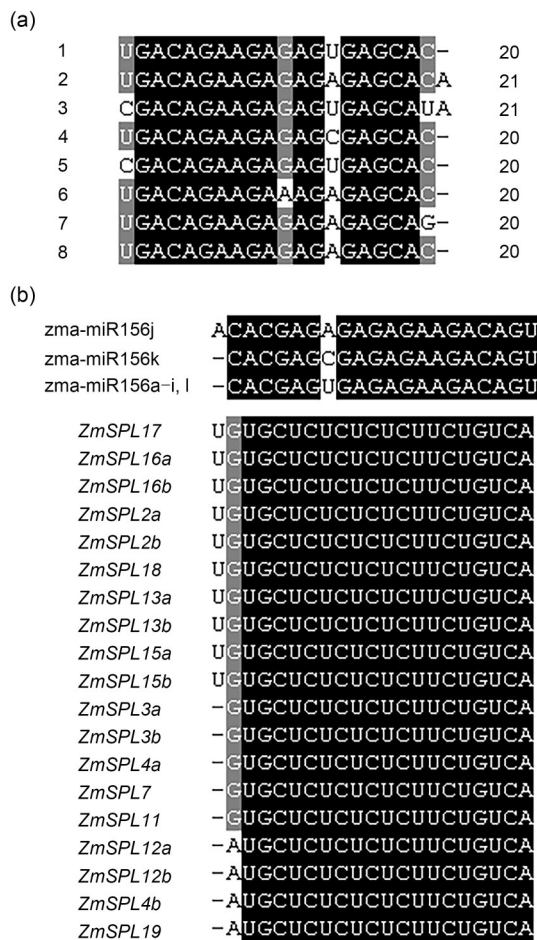 (a)
1 UGACAGAAGAGAGUGAGCAC- 20
2 UGACAGAAGAGAGAGAGCACA 21
3 CGACAGAAGAGAGUGAGCAUA 21
4 UGACAGAAGAGAGCGAGCAC- 20
5 CGACAGAAGAGAGUGAGCAC- 20
6 UGACAGAAGAAAGAGAGCAC- 20
7 UGACAGAAGAGAGAGAGCAG- 20
8 UGACAGAAGAGAGAGAGCAC- 20
(b)
zma-miR156j ACACGAGAGAGAGAAGACAGU
zma-miR156k -CACGAGCGAGAGAAGACAGU
zma-miR156a–i, l -CACGAGUGAGAGAAGACAGU
ZmSPL17 UGUGCUCUCUCUCUUCUGUCA
ZmSPL16a UGUGCUCUCUCUCUUCUGUCA
ZmSPL16b UGUGCUCUCUCUCUUCUGUCA
ZmSPL2a UGUGCUCUCUCUCUUCUGUCA
ZmSPL2b UGUGCUCUCUCUCUUCUGUCA
ZmSPL18 UGUGCUCUCUCUCUUCUGUCA
ZmSPL13a UGUGCUCUCUCUCUUCUGUCA
ZmSPL13b UGUGCUCUCUCUCUUCUGUCA
ZmSPL15a UGUGCUCUCUCUCUUCUGUCA
ZmSPL15b UGUGCUCUCUCUCUUCUGUCA
ZmSPL3a -GUGCUCUCUCUCUUCUGUCA
ZmSPL3b -GUGCUCUCUCUCUUCUGUCA
ZmSPL4a -GUGCUCUCUCUCUUCUGUCA
ZmSPL7 -GUGCUCUCUCUCUUCUGUCA
ZmSPL11 -GUGCUCUCUCUCUUCUGUCA
ZmSPL12a -AUGCUCUCUCUCUUCUGUCA
ZmSPL12b -AUGCUCUCUCUCUUCUGUCA
ZmSPL4b -AUGCUCUCUCUCUUCUGUCA
ZmSPL19 -AUGCUCUCUCUCUUCUGUCA